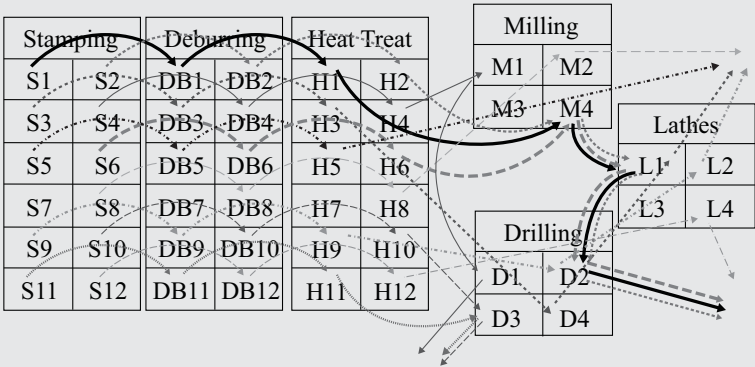 Stamping
S1 S2
S3 S4
S5 S6
S7 S8
S9 S10
S11 S12
Deburring
DB1 DB2
DB3 DB4
DB5 DB6
DB7 DB8
DB9 DB10
DB11 DB12
Heat Treat
H1 H2
H3 H4
H5 H6
H7 H8
H9 H10
H11 H12
Milling
M1 M2
M3 M4
Lathes
L1 L2
L3 L4
Drilling
D1 D2
D3 D4